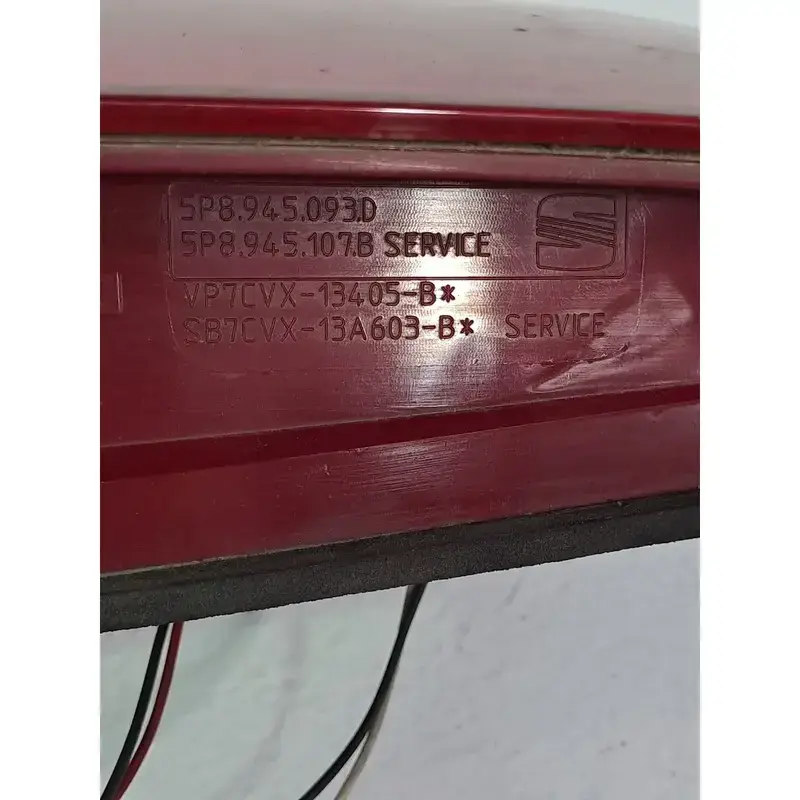 5P8.945.093.D
5P8.945.107.B SERVICE
VP7CVX-13405-B*
SB7CVX-13A603-B* SERVICE